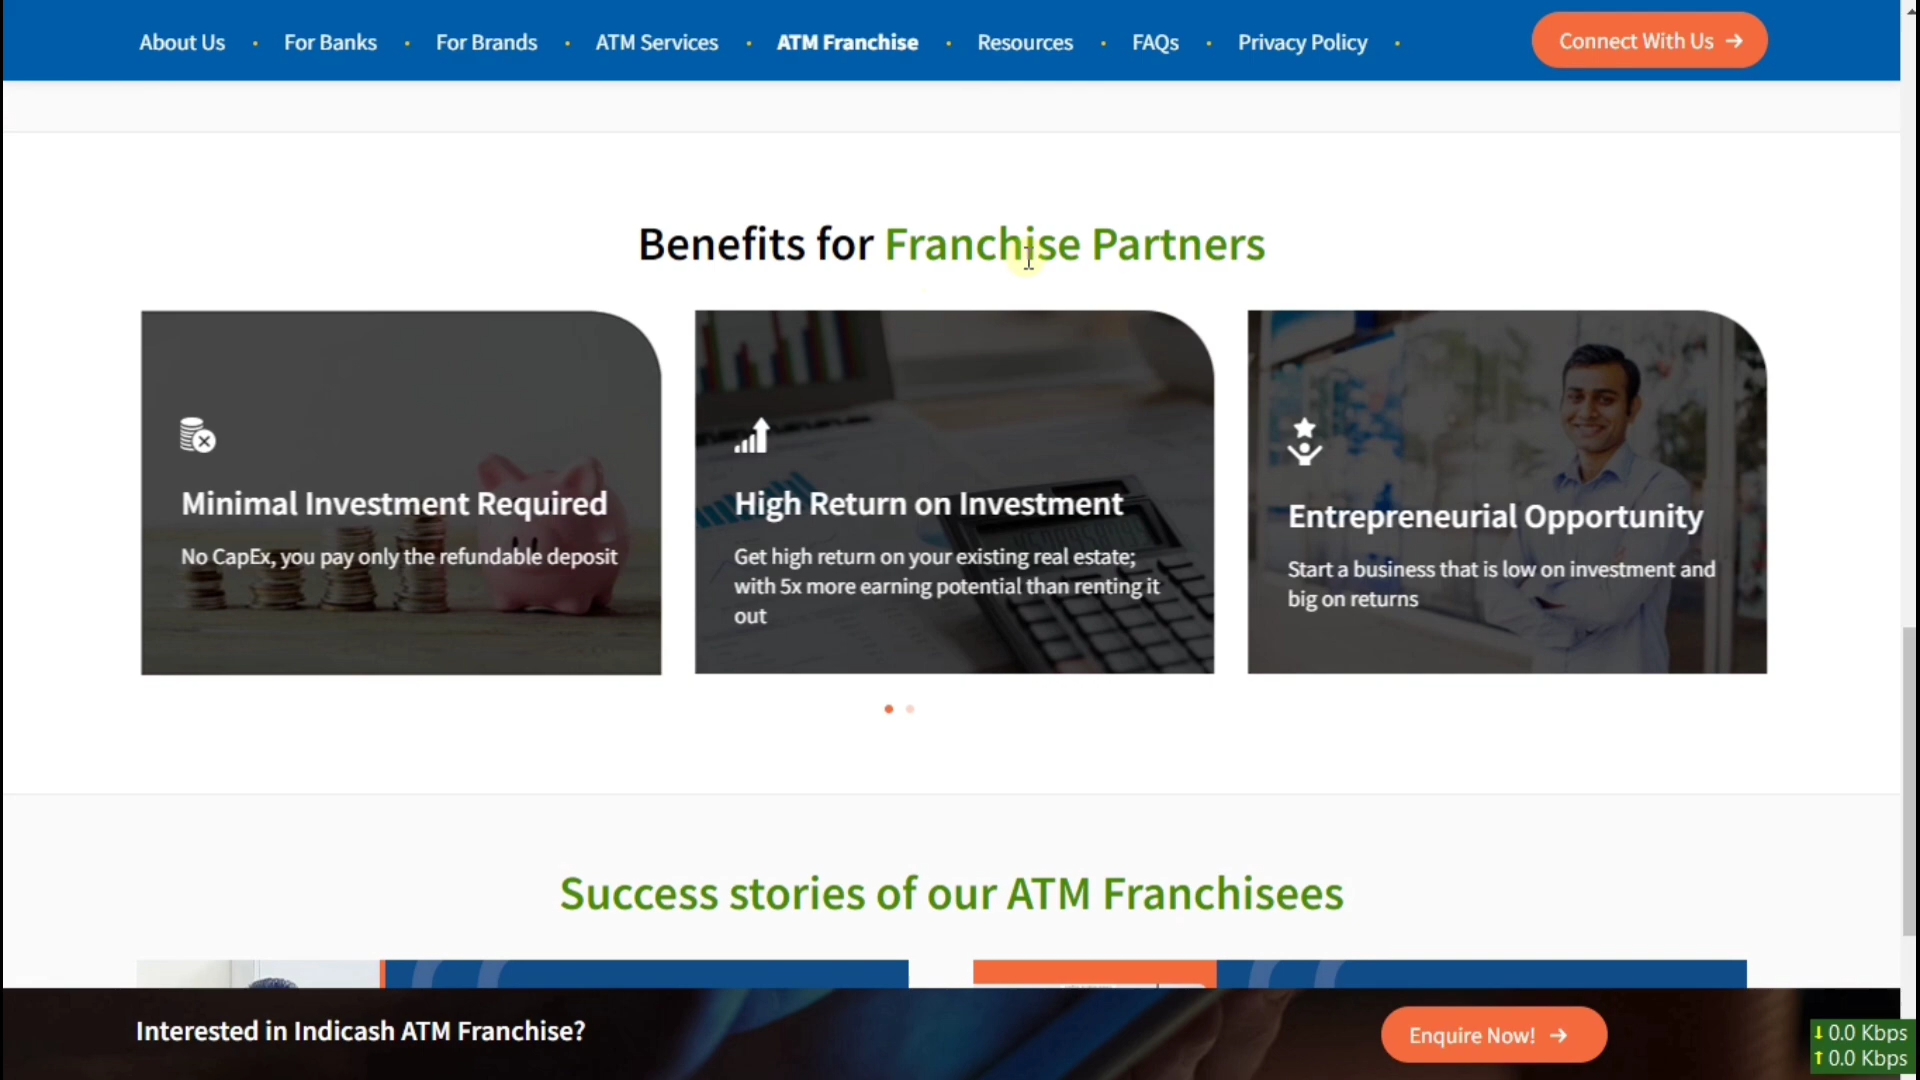 About Us
For Banks
For Brands
ATM Services
ATM Franchise
Resources
FAQs
Privacy Policy
Connect With Us
Benefits for Franchise Partners
Minimal Investment Required
No CapEx, you pay only the refundable deposit
High Return on Investment
Get high return on your existing real estate;
with 5x more earning potential than renting it
out
Entrepreneurial Opportunity
Start a business that is low on investment and
big on returns
Success stories of our ATM Franchisees
Interested in Indicash ATM Franchise?
Enquire Now!
0.0 Kbps
0.0 Kbps